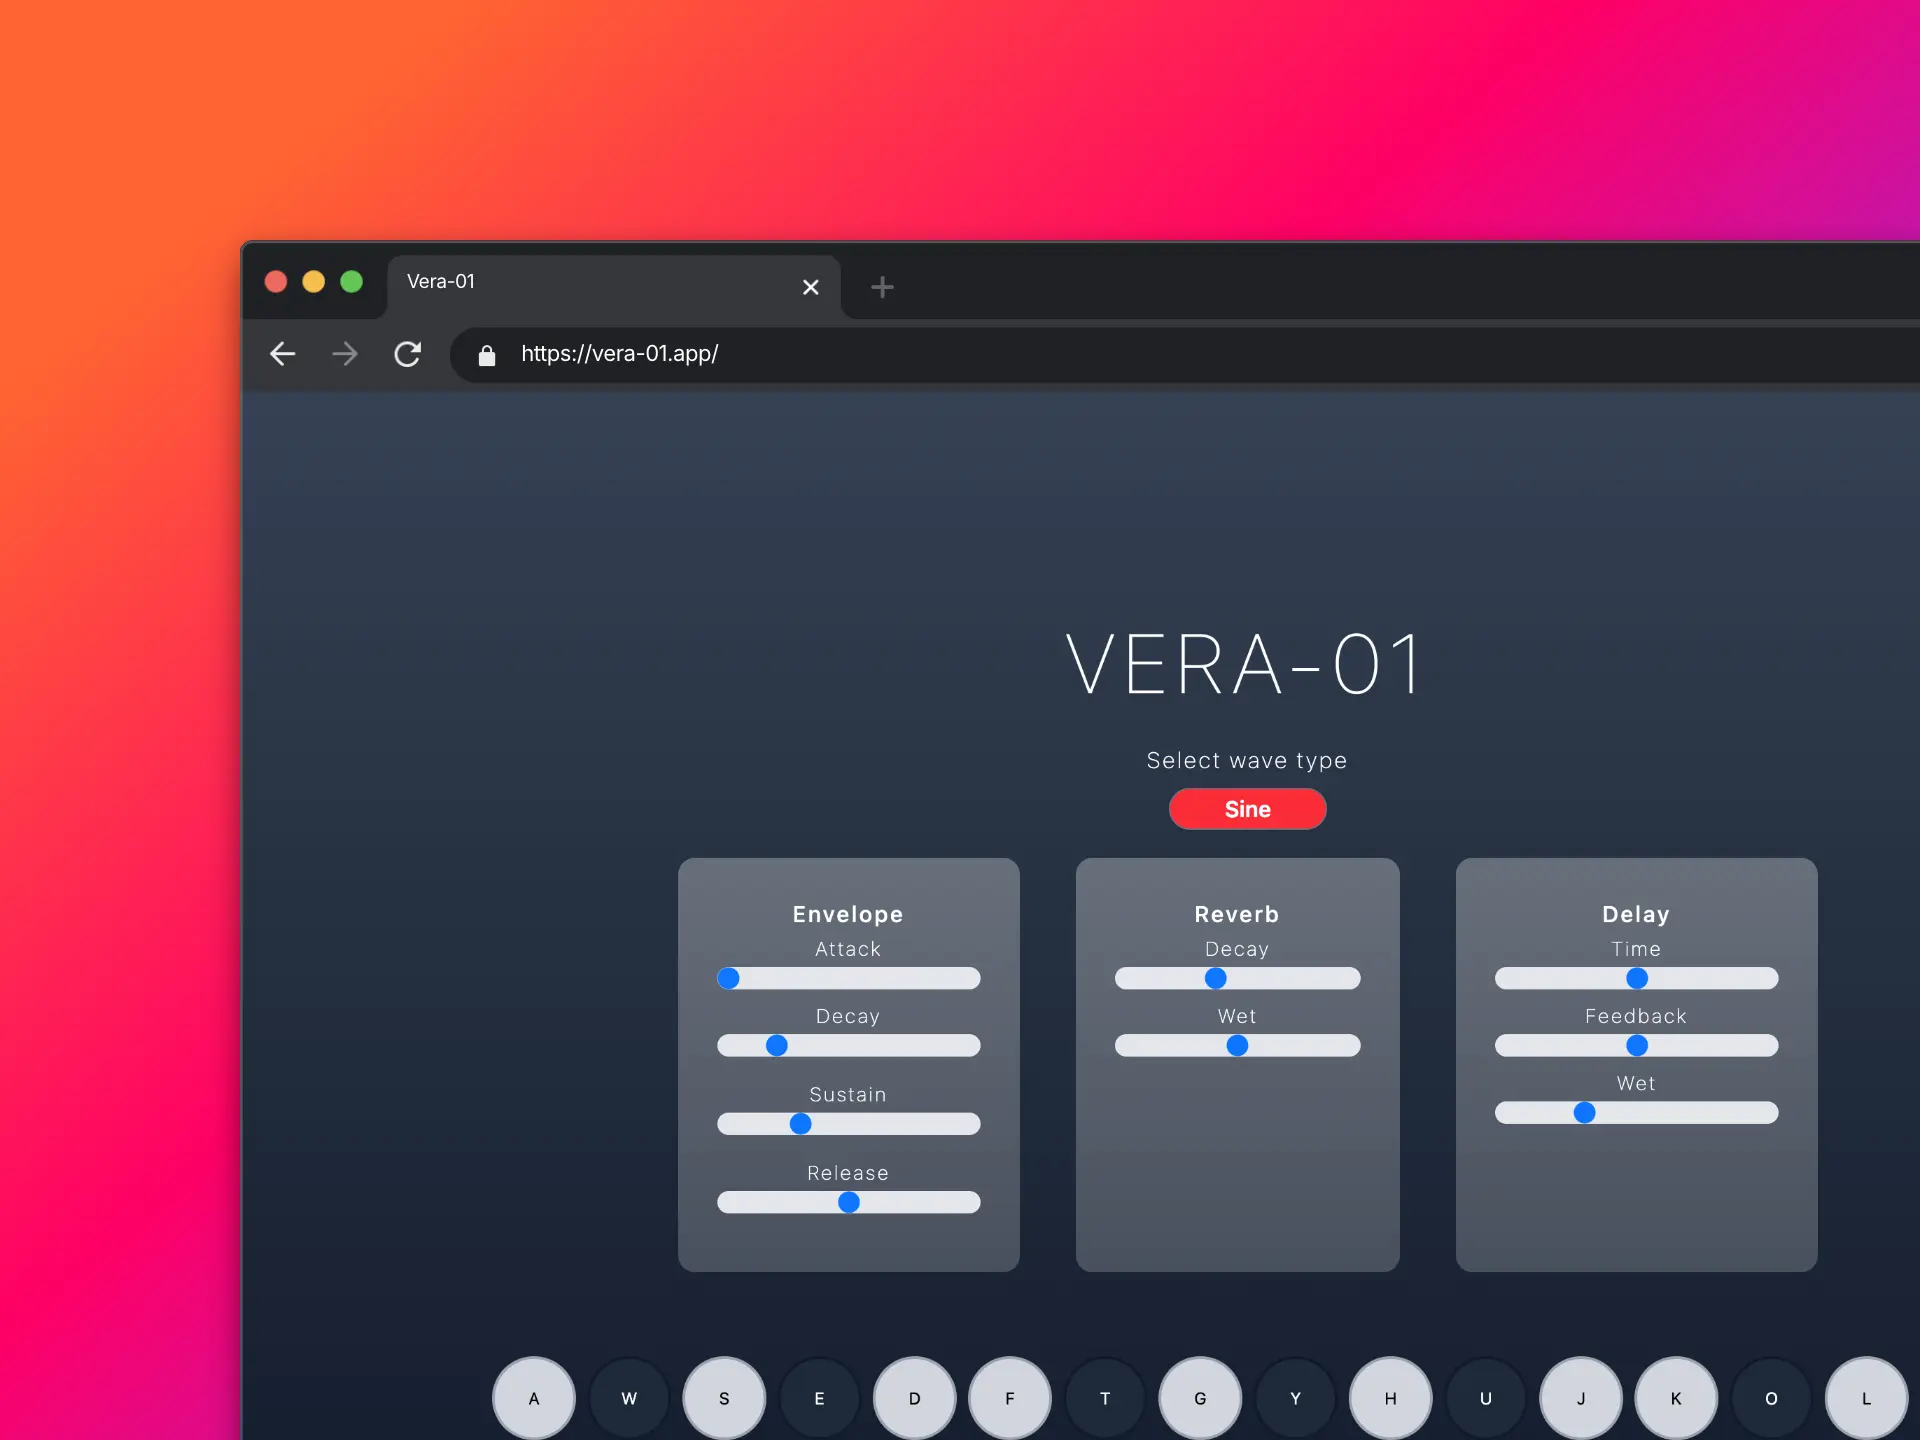 Vera-01
https://vera-01.app/
VERA-01
Select wave type
Sine
Envelope
Attack
Decay
Sustain
Release
Reverb
Decay
Wet
Delay
Time
Feedback
Wet
A W S E D F T G Y H U J K O L